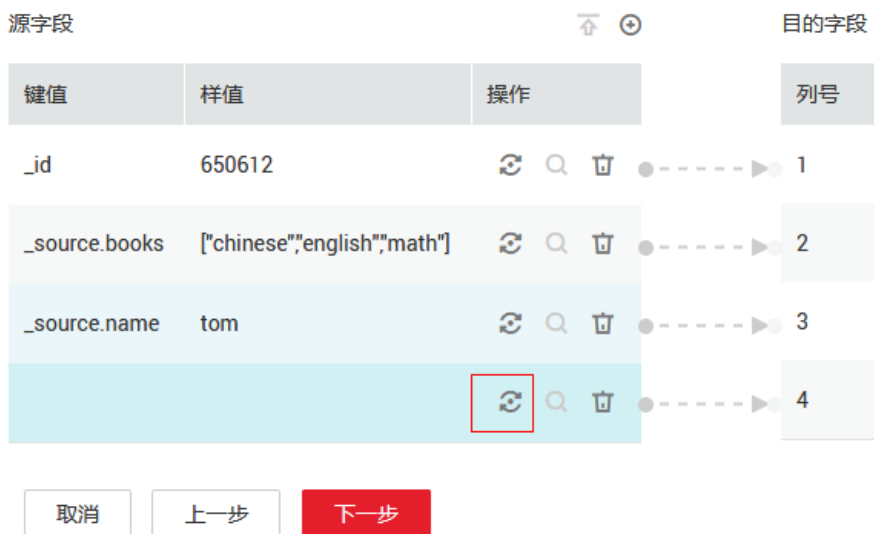 源字段 目的字段
键值 样值 操作 列号
_id 650612 1
_source.books ["chinese","english","math"] 2
_source.name tom 3
4
取消 上一步 下一步